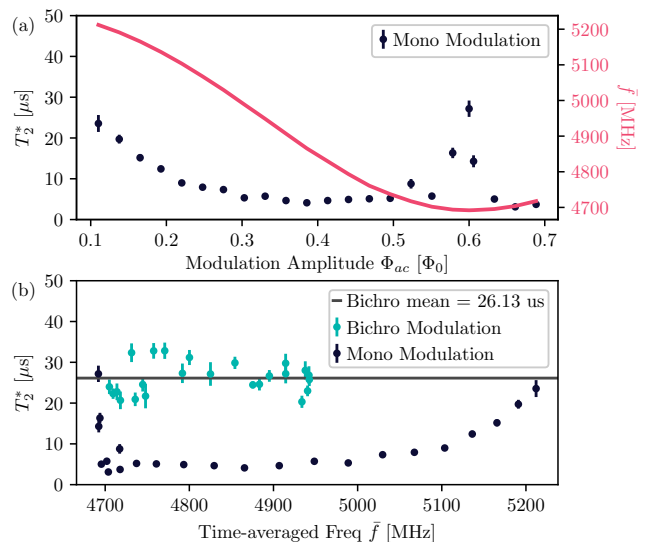 (a)
50
40
30
20
10
0
T₂* [µs]
Mono Modulation
5200
5100
5000
4900
4800
4700
f̄ [MHz]
0.1 0.2 0.3 0.4 0.5 0.6 0.7
Modulation Amplitude Φac [Φ0]
(b)
50
40
30
20
10
0
T₂* [µs]
Bichro mean = 26.13 us
Bichro Modulation
Mono Modulation
4700 4800 4900 5000 5100 5200
Time-averaged Freq f̄ [MHz]